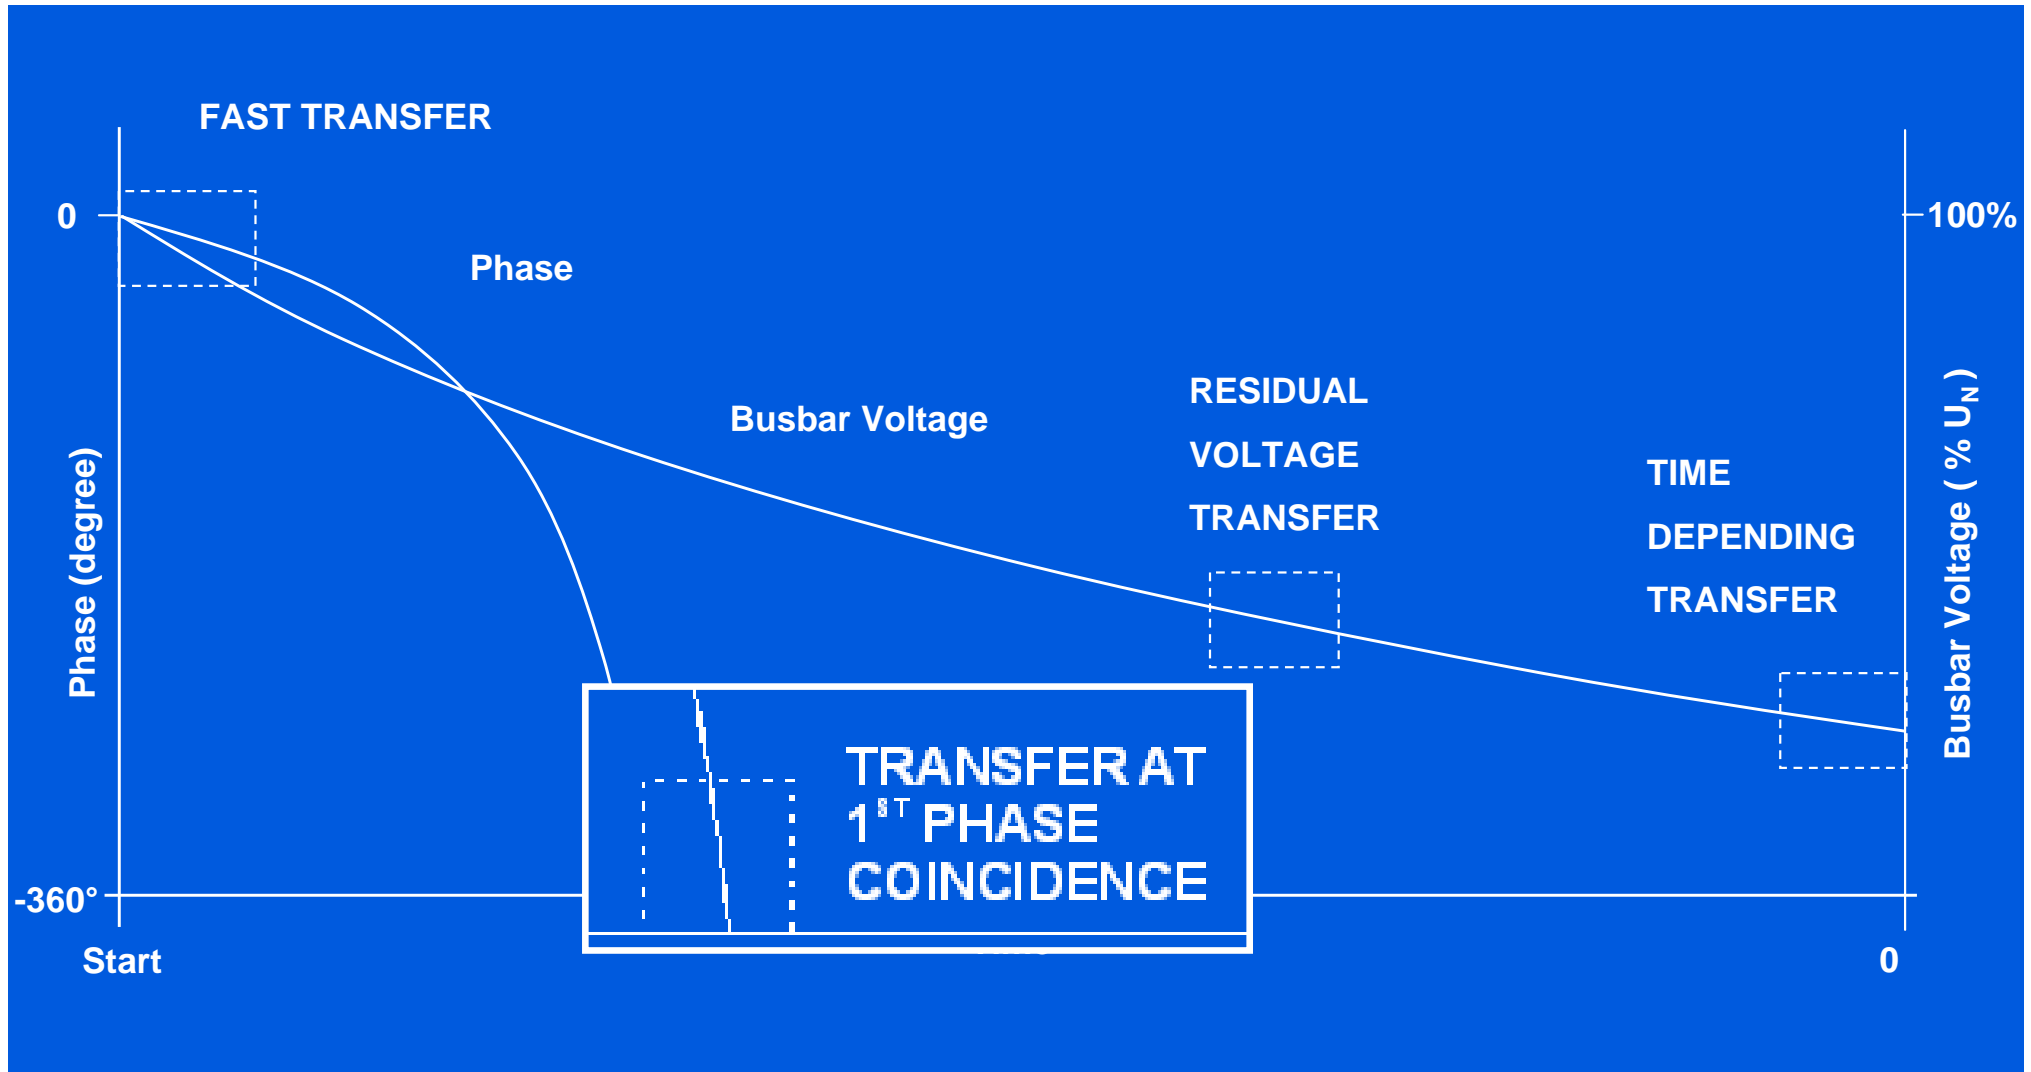 FAST TRANSFER
0
100%
Phase
RESIDUAL
VOLTAGE
TRANSFER
Busbar Voltage
TIME
DEPENDING
TRANSFER
Phase (degree)
Busbar Voltage ( % U_N)
TRANSFER AT
1ST PHASE
COINCIDENCE
-360°
Start
0